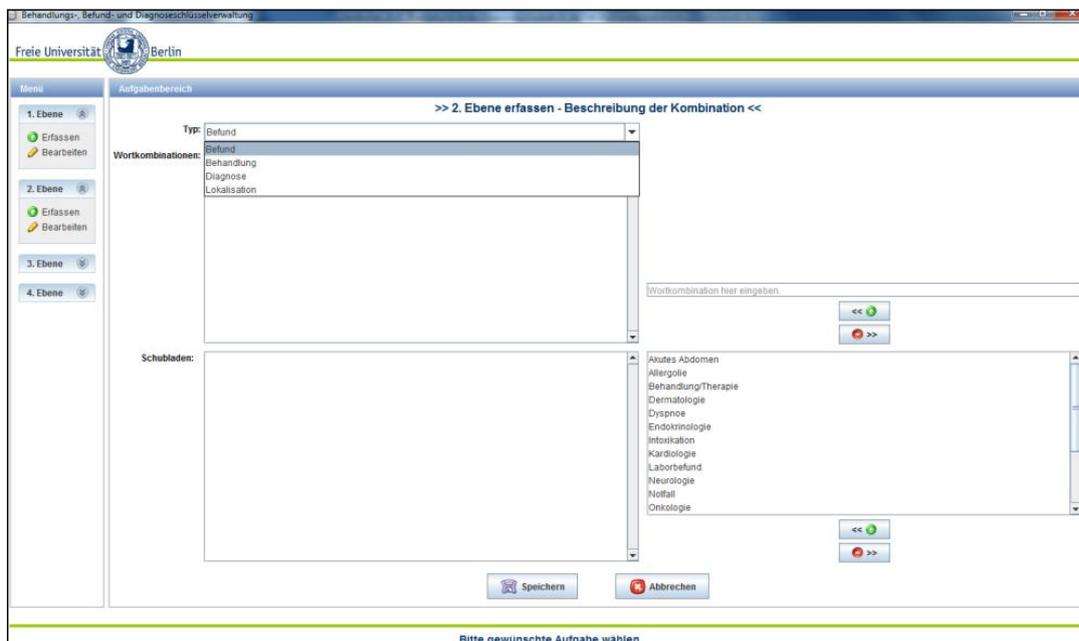 Behandlungs-, Befund- und Diagnoseschlüsselverwaltung
Freie Universität Berlin
Menü
Aufgabenbereich
1. Ebene
Erfassen
Bearbeiten
2. Ebene
Erfassen
Bearbeiten
3. Ebene
4. Ebene
>> 2. Ebene erfassen - Beschreibung der Kombination <<
Typ: Befund
Befund
Behandlung
Diagnose
Lokalisation
Wortkombinationen:
Wortkombination hier eingeben.
<<
>>
Schubladen:
Akutes Abdomen
Allergolie
Behandlung/Therapie
Dermatologie
Dyspnoe
Endokrinologie
Intoxikation
Kardiologie
Laborbefund
Neurologie
Notfall
Onkologie
<<
>>
Speichern
Abbrechen
Bitte gewünschte Aufgabe wählen